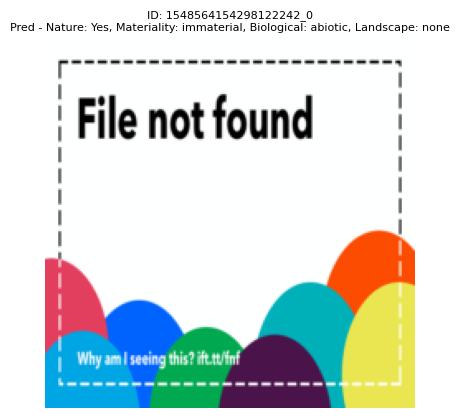 ID: 1548564154298122242_0
Pred - Nature: Yes, Materiality: immaterial, Biological: abiotic, Landscape: none
File not found
Why am I seeing this? ift.tt/fnf